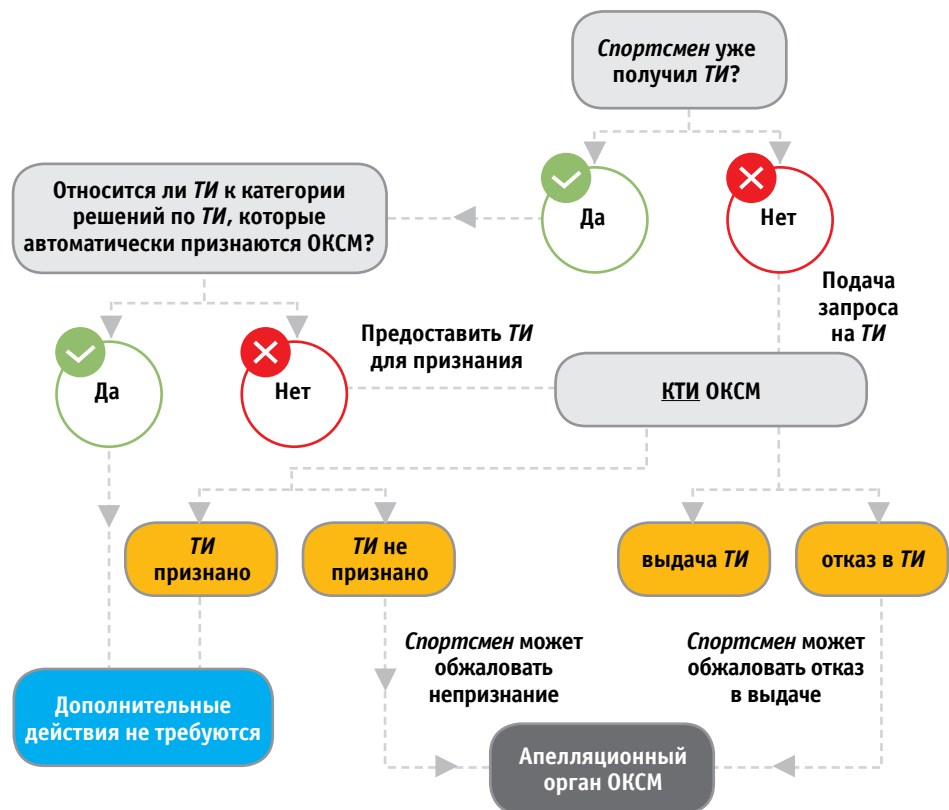 Спортсмен уже
получил ТИ?
Да
Нет
Относится ли ТИ к категории
решений по ТИ, которые
автоматически признаются ОКСМ?
Подача
запроса
на ТИ
Да
Нет
Предоставить ТИ
для признания
КТИ ОКСМ
ТИ
признано
ТИ не
признано
выдача ТИ
отказ в ТИ
Спортсмен может
обжаловать
непризнание
Спортсмен может
обжаловать отказ
в выдаче
Дополнительные
действия не требуются
Апелляционный
орган ОКСМ